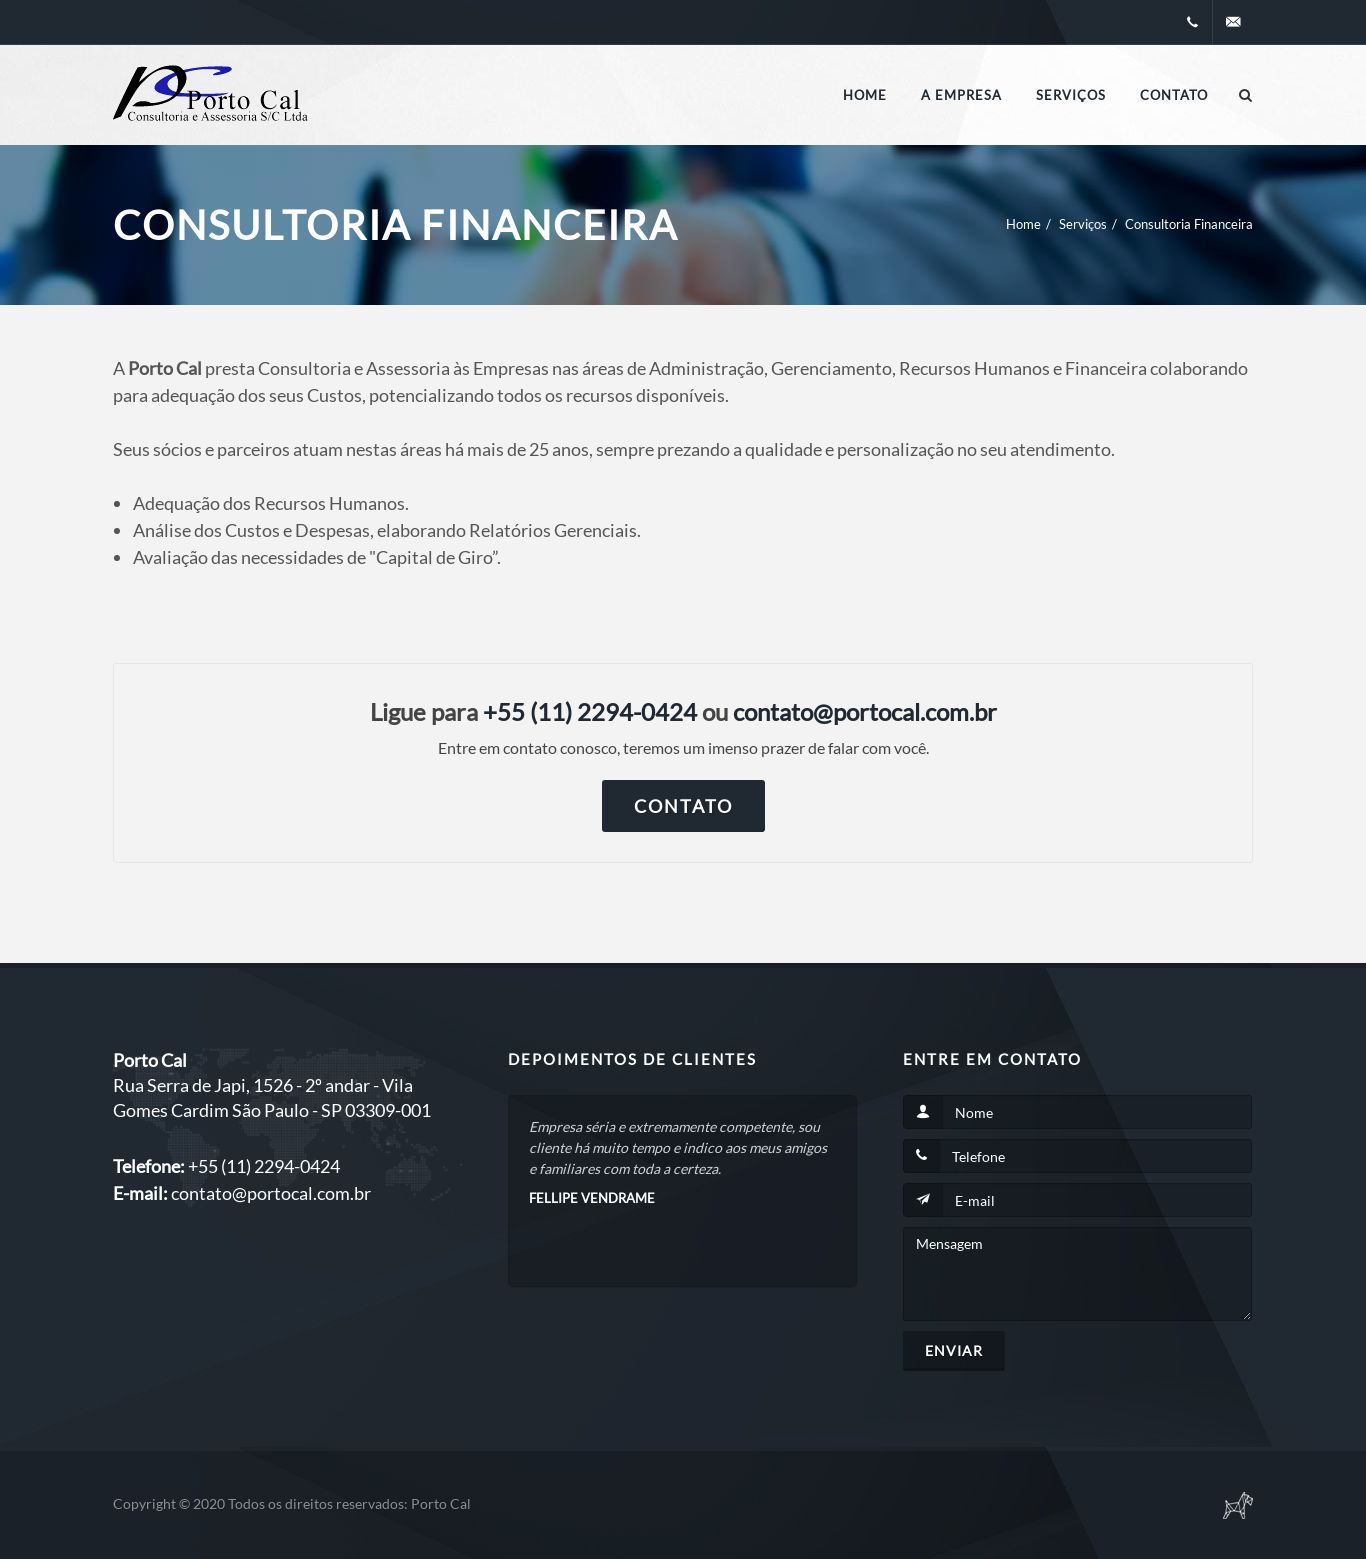 Porto Cal
Consultoria e Assessoria S/C Ltda
HOME
A EMPRESA
SERVIÇOS
CONTATO
CONSULTORIA FINANCEIRA
Home / Serviços / Consultoria Financeira
A Porto Cal presta Consultoria e Assessoria às Empresas nas áreas de Administração, Gerenciamento, Recursos Humanos e Financeira colaborando
para adequação dos seus Custos, potencializando todos os recursos disponíveis.
Seus sócios e parceiros atuam nestas áreas há mais de 25 anos, sempre prezando a qualidade e personalização no seu atendimento.
• Adequação dos Recursos Humanos.
• Análise dos Custos e Despesas, elaborando Relatórios Gerenciais.
• Avaliação das necessidades de "Capital de Giro”.
Ligue para +55 (11) 2294-0424 ou contato@portocal.com.br
Entre em contato conosco, teremos um imenso prazer de falar com você.
CONTATO
Porto Cal
Rua Serra de Japi, 1526 - 2º andar - Vila
Gomes Cardim São Paulo - SP 03309-001
Telefone: +55 (11) 2294-0424
E-mail: contato@portocal.com.br
DEPOIMENTOS DE CLIENTES
Empresa séria e extremamente competente, sou
cliente há muito tempo e indico aos meus amigos
e familiares com toda a certeza.
FELLIPE VENDRAME
ENTRE EM CONTATO
Nome
Telefone
E-mail
Mensagem
ENVIAR
Copyright © 2020 Todos os direitos reservados: Porto Cal